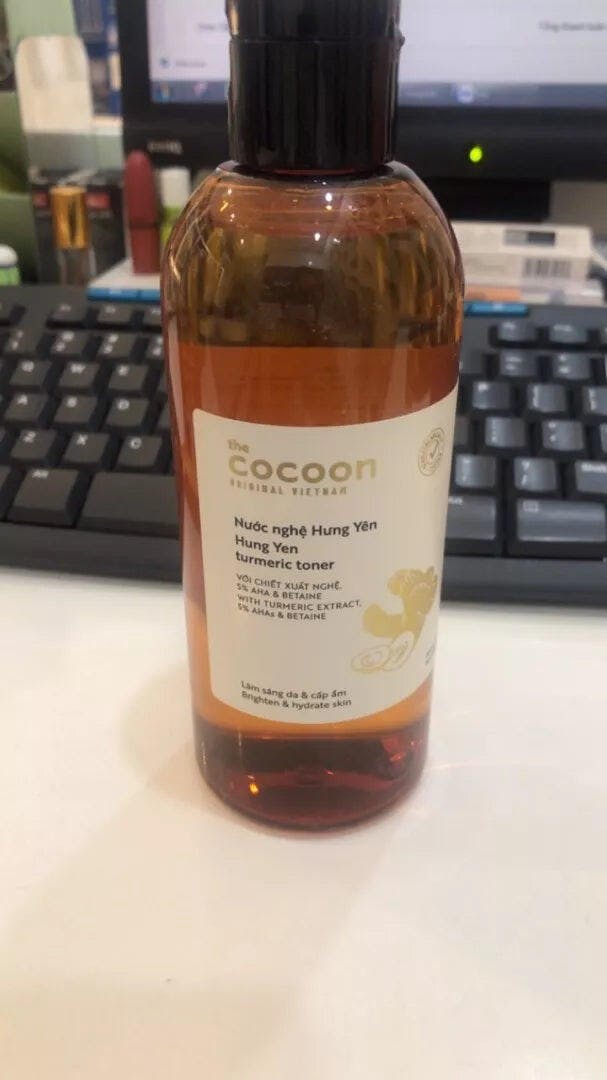 the
cocoon
ORIGINAL VIETNAM
Nước nghệ Hưng Yên
Hung Yen
turmeric toner
VỚI CHIẾT XUẤT NGHỆ,
5% AHA & BETAINE
WITH TURMERIC EXTRACT,
5% AHAs & BETAINE
Làm sáng da & cấp ẩm
Brighten & hydrate skin